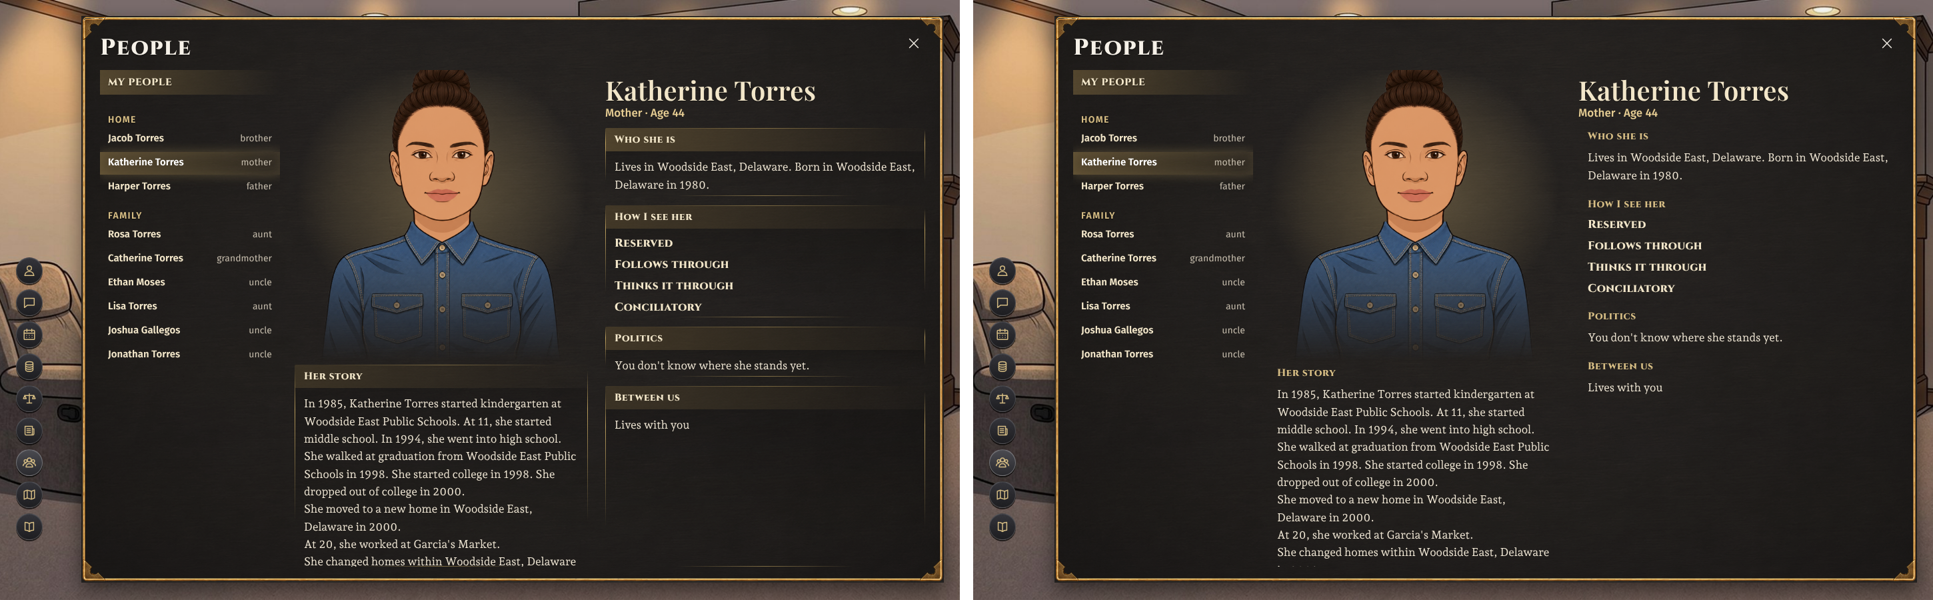 People
MY PEOPLE
HOME
Jacob Torres brother
Katherine Torres mother
Harper Torres father
FAMILY
Rosa Torres aunt
Catherine Torres grandmother
Ethan Moses uncle
Lisa Torres aunt
Joshua Gallegos uncle
Jonathan Torres uncle
Her story
In 1985, Katherine Torres started kindergarten at
Woodside East Public Schools. At 11, she started
middle school. In 1994, she went into high school.
She walked at graduation from Woodside East Public
Schools in 1998. She started college in 1998. She
dropped out of college in 2000.
She moved to a new home in Woodside East,
Delaware in 2000.
At 20, she worked at Garcia's Market.
She changed homes within Woodside East, Delaware
Katherine Torres
Mother · Age 44
Who she is
Lives in Woodside East, Delaware. Born in Woodside East,
Delaware in 1980.
How I see her
Reserved
Follows through
Thinks it through
Conciliatory
Politics
You don't know where she stands yet.
Between us
Lives with you
People
MY PEOPLE
HOME
Jacob Torres brother
Katherine Torres mother
Harper Torres father
FAMILY
Rosa Torres aunt
Catherine Torres grandmother
Ethan Moses uncle
Lisa Torres aunt
Joshua Gallegos uncle
Jonathan Torres uncle
Her story
In 1985, Katherine Torres started kindergarten at
Woodside East Public Schools. At 11, she started
middle school. In 1994, she went into high school.
She walked at graduation from Woodside East Public
Schools in 1998. She started college in 1998. She
dropped out of college in 2000.
She moved to a new home in Woodside East,
Delaware in 2000.
At 20, she worked at Garcia's Market.
She changed homes within Woodside East, Delaware
Katherine Torres
Mother · Age 44
Who she is
Lives in Woodside East, Delaware. Born in Woodside East,
Delaware in 1980.
How I see her
Reserved
Follows through
Thinks it through
Conciliatory
Politics
You don't know where she stands yet.
Between us
Lives with you